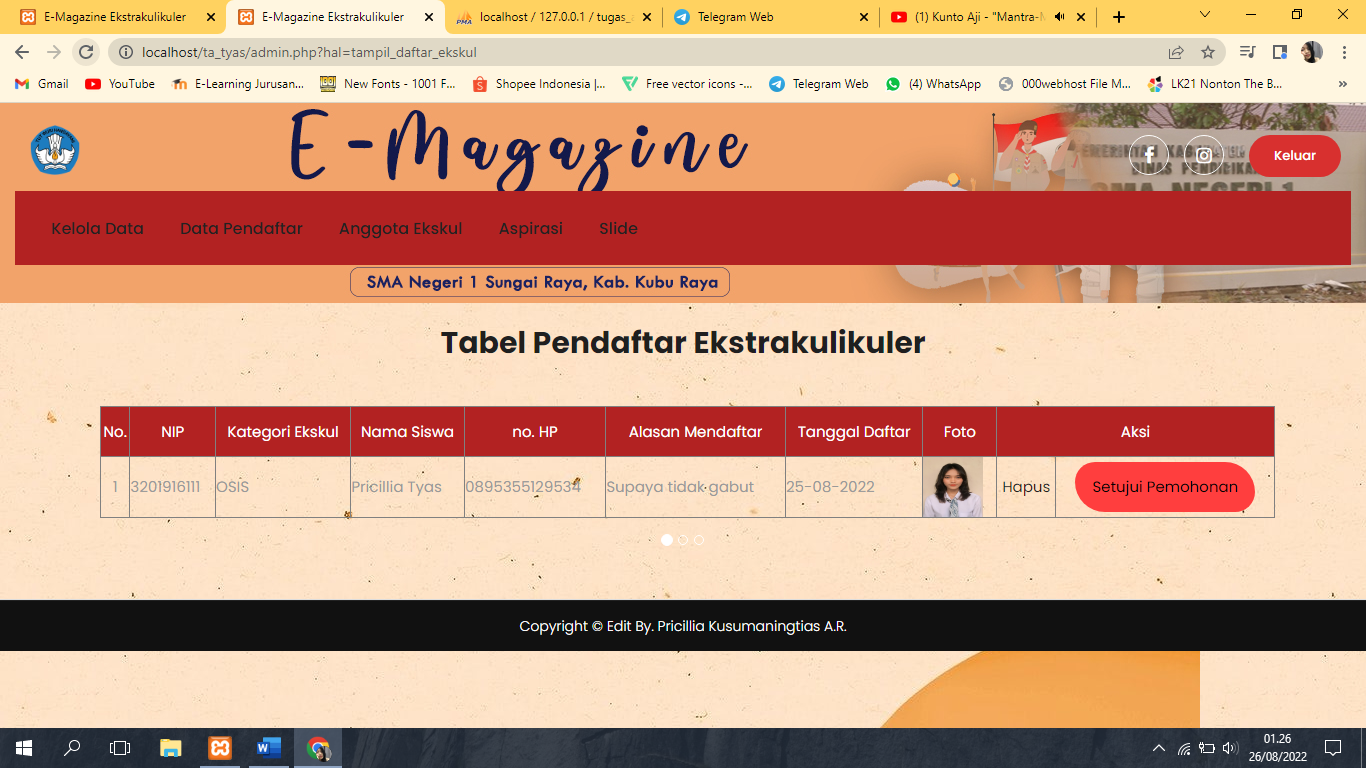 E-Magazine Ekstrakulikuler
E-Magazine Ekstrakulikuler
localhost / 127.0.0.1 / tugas_a
Telegram Web
(1) Kunto Aji - "Mantra-M
localhost/ta_tyas/admin.php?hal=tampil_daftar_ekskul
Gmail YouTube E-Learning Jurusan... New Fonts - 1001 F... Shopee Indonesia |... Free vector icons -... Telegram Web (4) WhatsApp 000webhost File M... LK21 Nonton The B... »
E-Magazine
Keluar
SMA NEGERI 1
Kelola Data Data Pendaftar Anggota Ekskul Aspirasi Slide
SMA Negeri 1 Sungai Raya, Kab. Kubu Raya
Tabel Pendaftar Ekstrakulikuler
No. NIP Kategori Ekskul Nama Siswa no. HP Alasan Mendaftar Tanggal Daftar Foto Aksi
1 3201916111 OSIS Pricillia Tyas 0895355129534 Supaya tidak gabut 25-08-2022 Hapus Setujui Pemohonan
Copyright © Edit By. Pricillia Kusumaningtias A.R.
01.26
26/08/2022